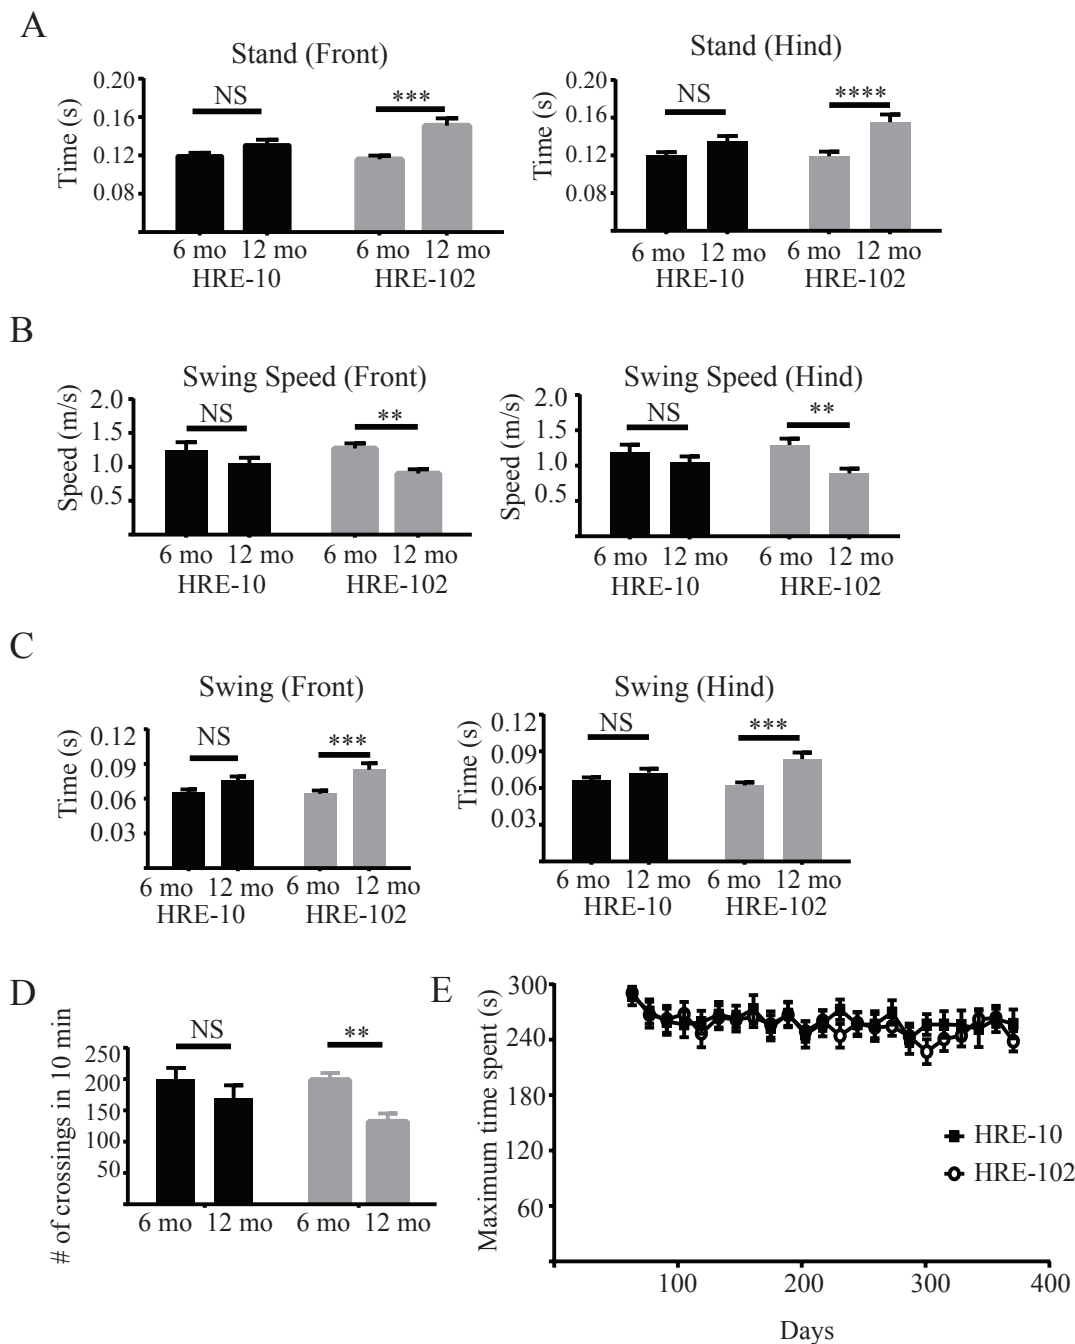 A
Stand (Front)
Time (s)
0.20
0.16
0.12
0.08
NS
***
6 mo 12 mo 6 mo 12 mo
HRE-10 HRE-102
Stand (Hind)
Time (s)
0.20
0.16
0.12
0.08
NS
****
6 mo 12 mo 6 mo 12 mo
HRE-10 HRE-102
B
Swing Speed (Front)
Speed (m/s)
2.0
1.5
1.0
0.5
NS
**
6 mo 12 mo 6 mo 12 mo
HRE-10 HRE-102
Swing Speed (Hind)
Speed (m/s)
2.0
1.5
1.0
0.5
NS
**
6 mo 12 mo 6 mo 12 mo
HRE-10 HRE-102
C
Swing (Front)
Time (s)
0.12
0.09
0.06
0.03
NS
***
6 mo 12 mo 6 mo 12 mo
HRE-10 HRE-102
Swing (Hind)
Time (s)
0.12
0.09
0.06
0.03
NS
***
6 mo 12 mo 6 mo 12 mo
HRE-10 HRE-102
D
# of crossings in 10 min
250
200
150
100
50
NS
**
6 mo 12 mo 6 mo 12 mo
E
Maximum time spent (s)
300
240
180
120
60
HRE-10
HRE-102
100 200 300 400
Days